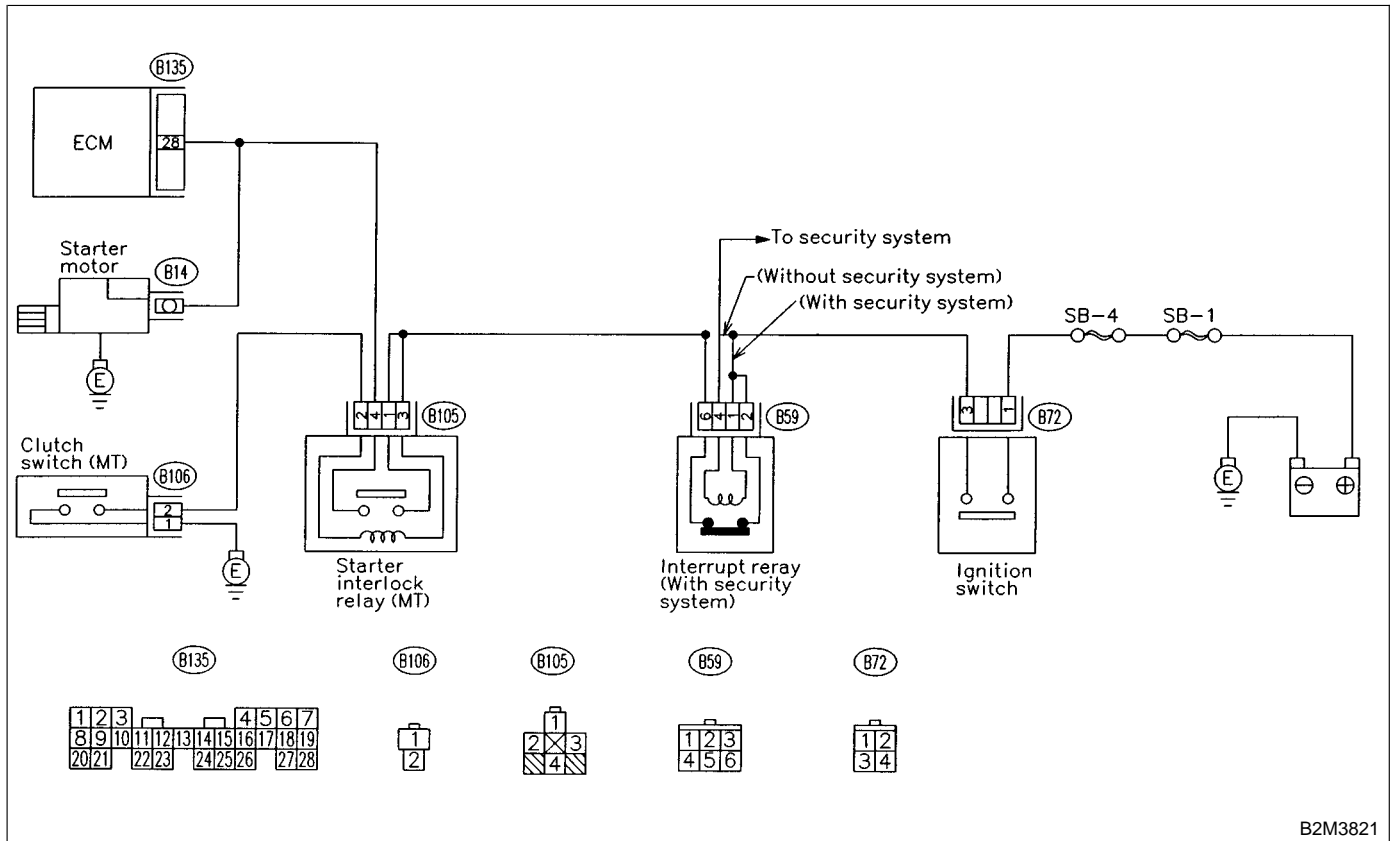 B135
ECM
28
Starter
motor
B14
E
To security system
(Without security system)
(With security system)
SB-4
SB-1
2 4 1 3
B105
6 4 1 2
B59
3 1
B72
Clutch
switch (MT)
B106
2
1
E
E
Starter
interlock
relay (MT)
Interrupt reray
(With security
system)
Ignition
switch
⊖ ⊕
B135
B106
B105
B59
B72
1 2 3 4 5 6 7
8 9 10 11 12 13 14 15 16 17 18 19
20 21 22 23 24 25 26 27 28
1
2
1
2 3
4
1 2 3
4 5 6
1 2
3 4
B2M3821